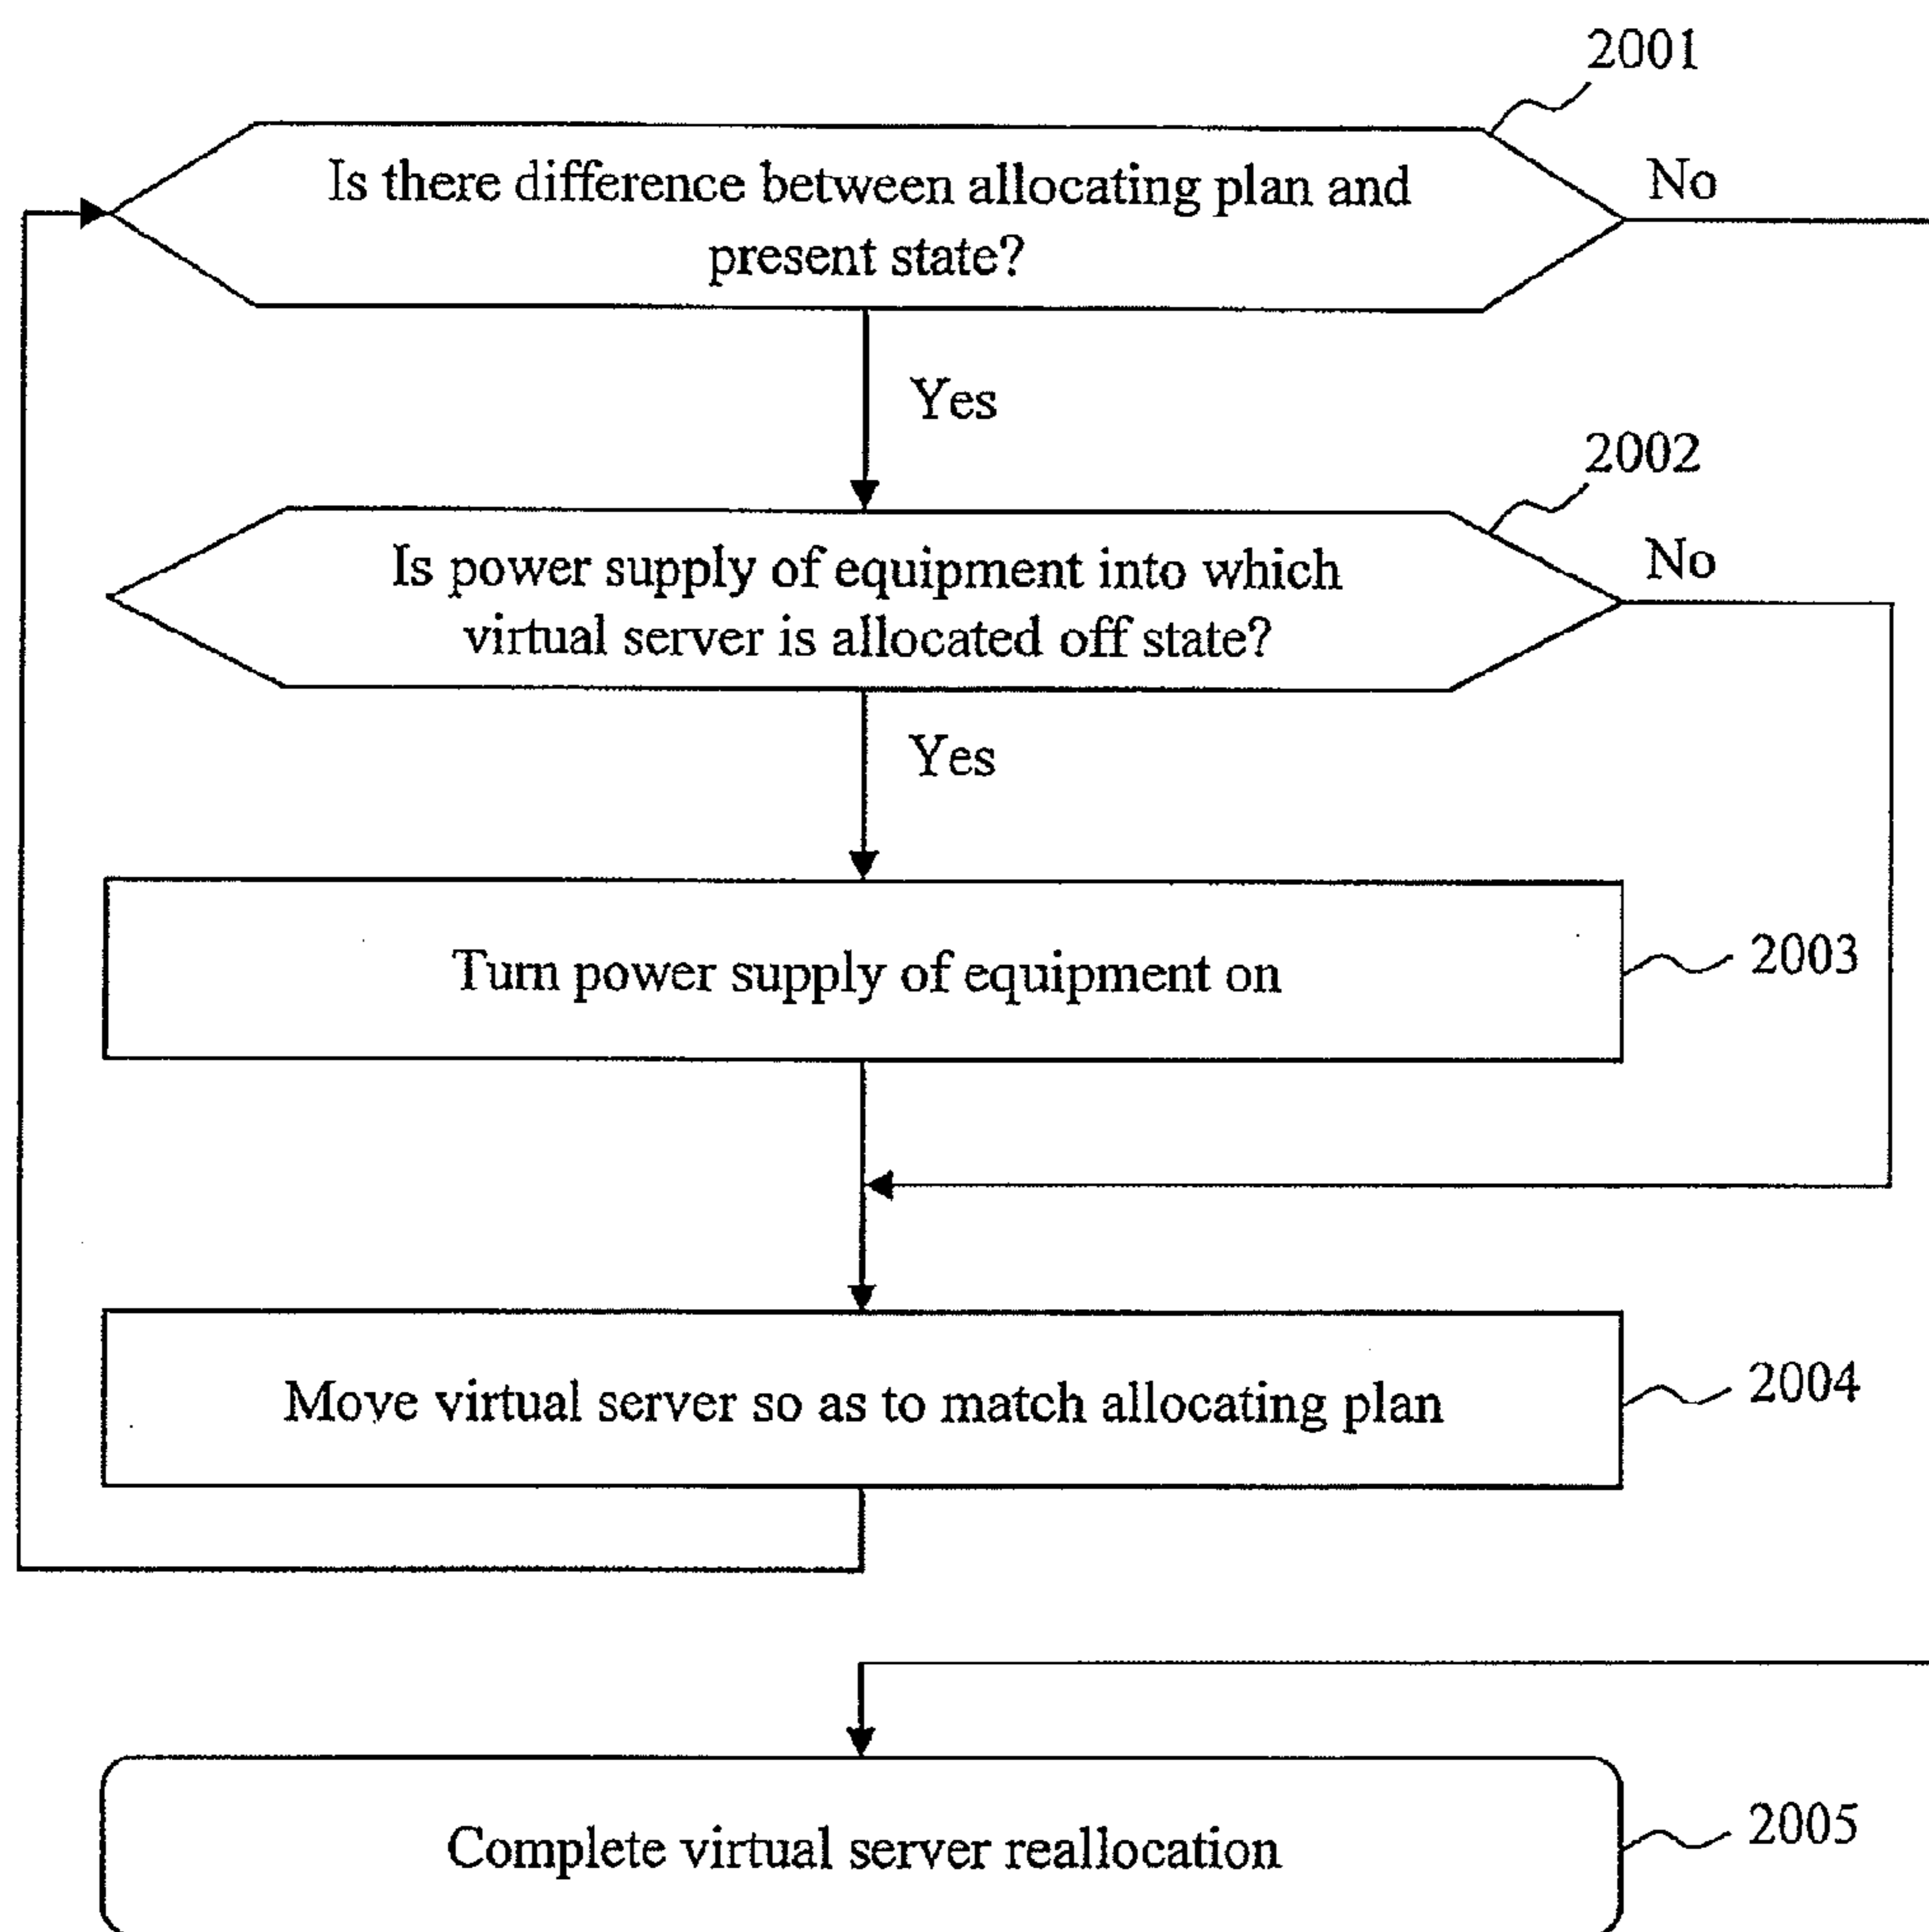 2001
Is there difference between allocating plan and
present state?
No
Yes
2002
Is power supply of equipment into which
virtual server is allocated off state?
No
Yes
Turn power supply of equipment on
2003
Move virtual server so as to match allocating plan
2004
Complete virtual server reallocation
2005